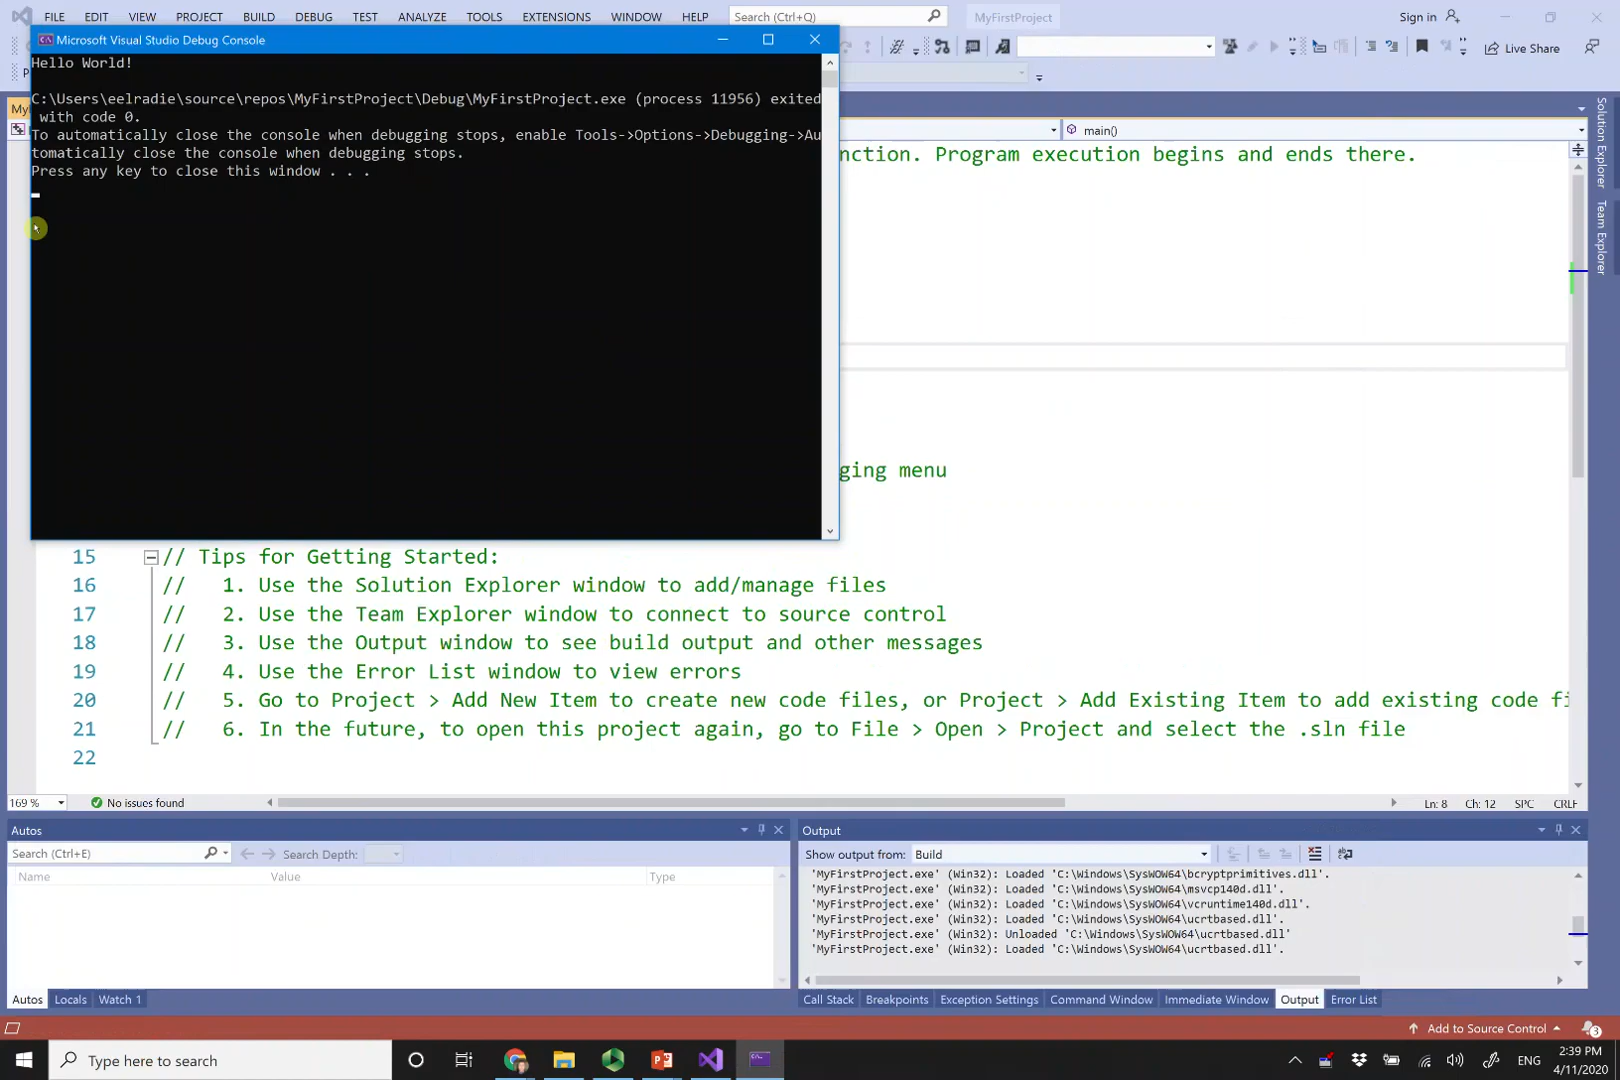 FILE EDIT VIEW PROJECT BUILD DEBUG TEST ANALYZE TOOLS EXTENSIONS WINDOW HELP Search (Ctrl+Q) MyFirstProject Sign in
Microsoft Visual Studio Debug Console
Live Share
Hello World!
C:\Users\eelradie\source\repos\MyFirstProject\Debug\MyFirstProject.exe (process 11956) exited
with code 0.
To automatically close the console when debugging stops, enable Tools->Options->Debugging->Au
tomatically close the console when debugging stops.
Press any key to close this window . . .
My
main()
nction. Program execution begins and ends there.
ging menu
Solution Explorer
Team Explorer
15 // Tips for Getting Started:
16 // 1. Use the Solution Explorer window to add/manage files
17 // 2. Use the Team Explorer window to connect to source control
18 // 3. Use the Output window to see build output and other messages
19 // 4. Use the Error List window to view errors
20 // 5. Go to Project > Add New Item to create new code files, or Project > Add Existing Item to add existing code fi
21 // 6. In the future, to open this project again, go to File > Open > Project and select the .sln file
22
169 % No issues found Ln: 8 Ch: 12 SPC CRLF
Autos
Search (Ctrl+E) Search Depth:
Name Value Type
Autos Locals Watch 1
Output
Show output from: Build
'MyFirstProject.exe' (Win32): Loaded 'C:\Windows\SysWOW64\bcryptprimitives.dll'.
'MyFirstProject.exe' (Win32): Loaded 'C:\Windows\SysWOW64\msvcp140d.dll'.
'MyFirstProject.exe' (Win32): Loaded 'C:\Windows\SysWOW64\vcruntime140d.dll'.
'MyFirstProject.exe' (Win32): Loaded 'C:\Windows\SysWOW64\ucrtbased.dll'.
'MyFirstProject.exe' (Win32): Unloaded 'C:\Windows\SysWOW64\ucrtbased.dll'
'MyFirstProject.exe' (Win32): Loaded 'C:\Windows\SysWOW64\ucrtbased.dll'.
Call Stack Breakpoints Exception Settings Command Window Immediate Window Output Error List
Add to Source Control 3
Type here to search
ENG
2:39 PM
4/11/2020